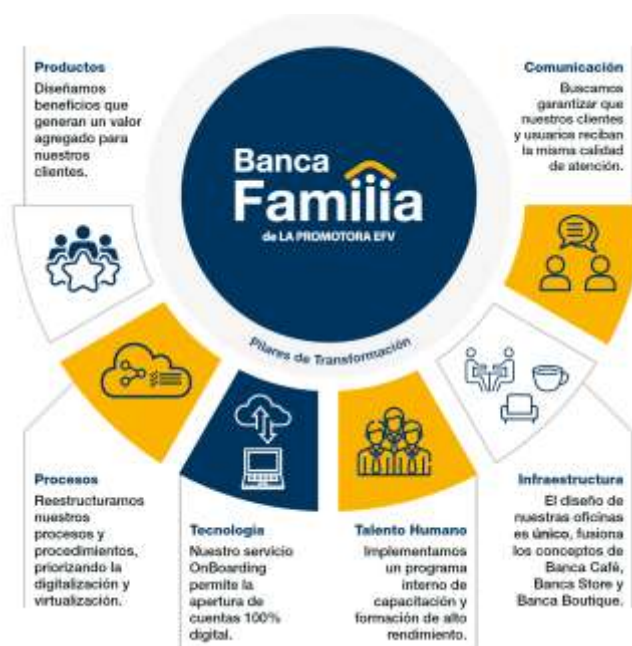 Productos
Diseñamos
beneficios que
generan un valor
agregado para
nuestros
clientes.
Comunicación
Buscamos
garantizar que
nuestros clientes
y usuarios reciban
la misma calidad
de atención.
Banca
Familia
de LA PROMOTORA EFV
Pilares de Transformación
Procesos
Reestructuramos
nuestros
procesos y
procedimientos,
priorizando la
digitalización y
virtualización.
Tecnología
Nuestro servicio
OnBoarding
permite la
apertura de
cuentas 100%
digital.
Talento Humano
Implementamos
un programa
interno de
capacitación y
formación de alto
rendimiento.
Infraestructura
El diseño de
nuestras oficinas
es único, fusiona
los conceptos de
Banca Café,
Banca Store y
Banca Boutique.